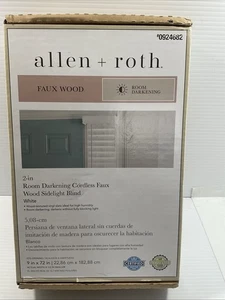 #0924682
allen + roth.
FAUX WOOD
ROOM
DARKENING
2-in
Room Darkening Cordless Faux
Wood Sidelight Blind
White
5,08-cm
Persiana de ventana lateral sin cuerdas de
imitación de madera para oscurecer la habitación
Blanco
9 in x 72 in | 22,86 cm x 182,88 cm